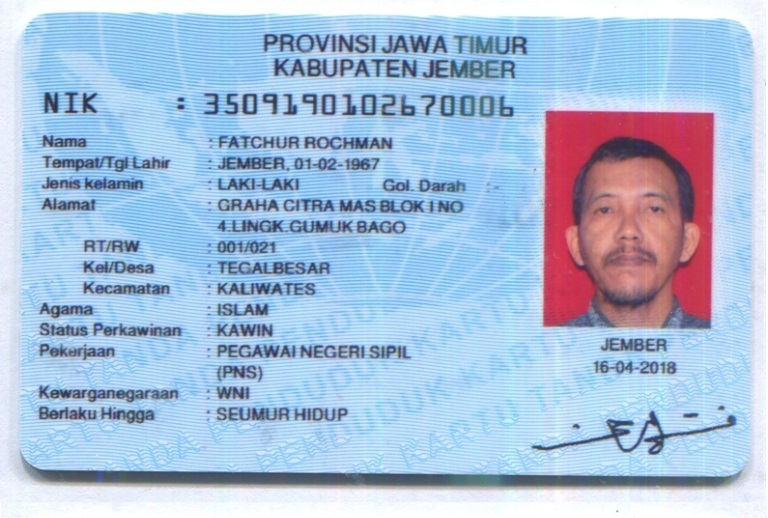 PROVINSI JAWA TIMUR
KABUPATEN JEMBER
NIK : 3509190102670006
Nama : FATCHUR ROCHMAN
Tempat/Tgl Lahir : JEMBER, 01-02-1967
Jenis kelamin : LAKI-LAKI Gol. Darah : -
Alamat : GRAHA CITRA MAS BLOK I NO
4.LINGK.GUMUK BAGO
RT/RW : 001/021
Kel/Desa : TEGALBESAR
Kecamatan : KALIWATES
Agama : ISLAM
Status Perkawinan : KAWIN
Pekerjaan : PEGAWAI NEGERI SIPIL
(PNS)
Kewarganegaraan : WNI
Berlaku Hingga : SEUMUR HIDUP
JEMBER
16-04-2018